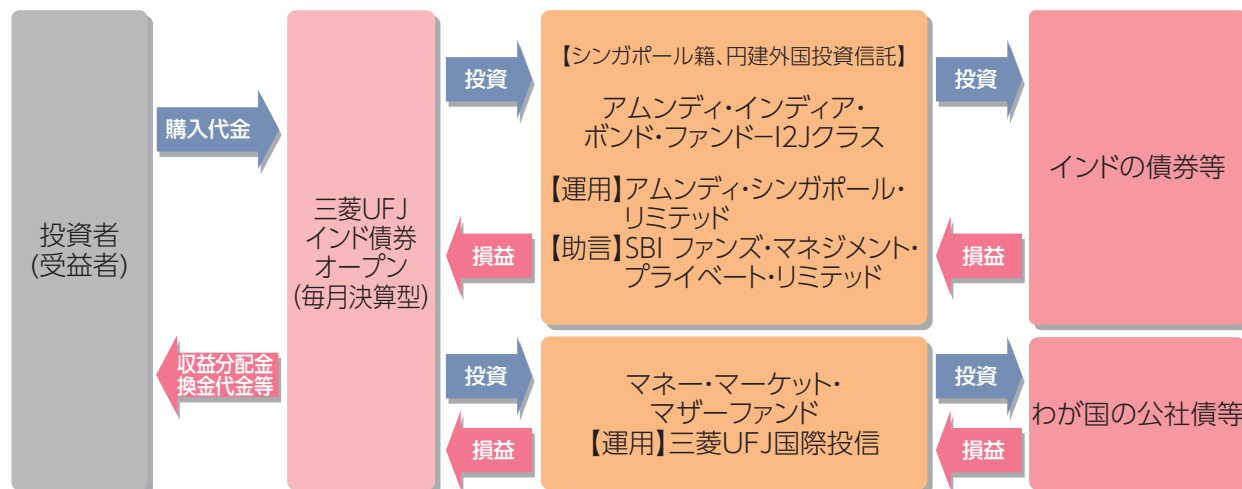 投資者
(受益者)
購入代金
収益分配金
換金代金等
三菱UFJ
インド債券
オープン
(毎月決算型)
投資
損益
【シンガポール籍、円建外国投資信託】
アムンディ・インディア・
ボンド・ファンド－I2Jクラス
【運用】アムンディ・シンガポール・
リミテッド
【助言】SBI ファンズ・マネジメント・
プライベート・リミテッド
投資
損益
インドの債券等
投資
損益
マネー・マーケット・
マザーファンド
【運用】三菱UFJ国際投信
投資
損益
わが国の公社債等